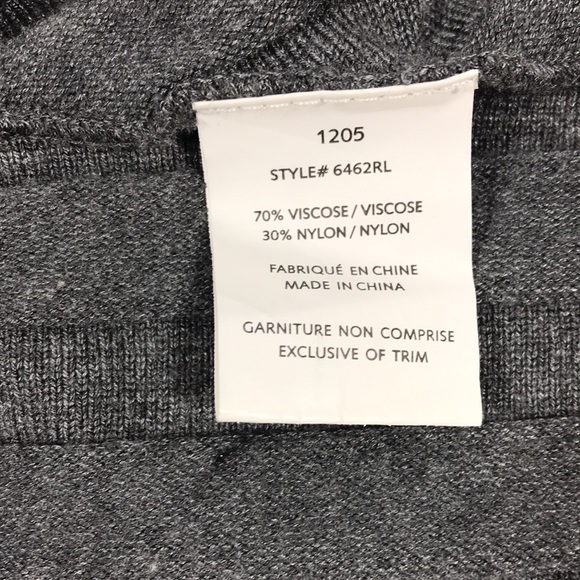 1205
STYLE# 6462RL
70% VISCOSE / VISCOSE
30% NYLON / NYLON
FABRIQUÉ EN CHINE
MADE IN CHINA
GARNITURE NON COMPRISE
EXCLUSIVE OF TRIM